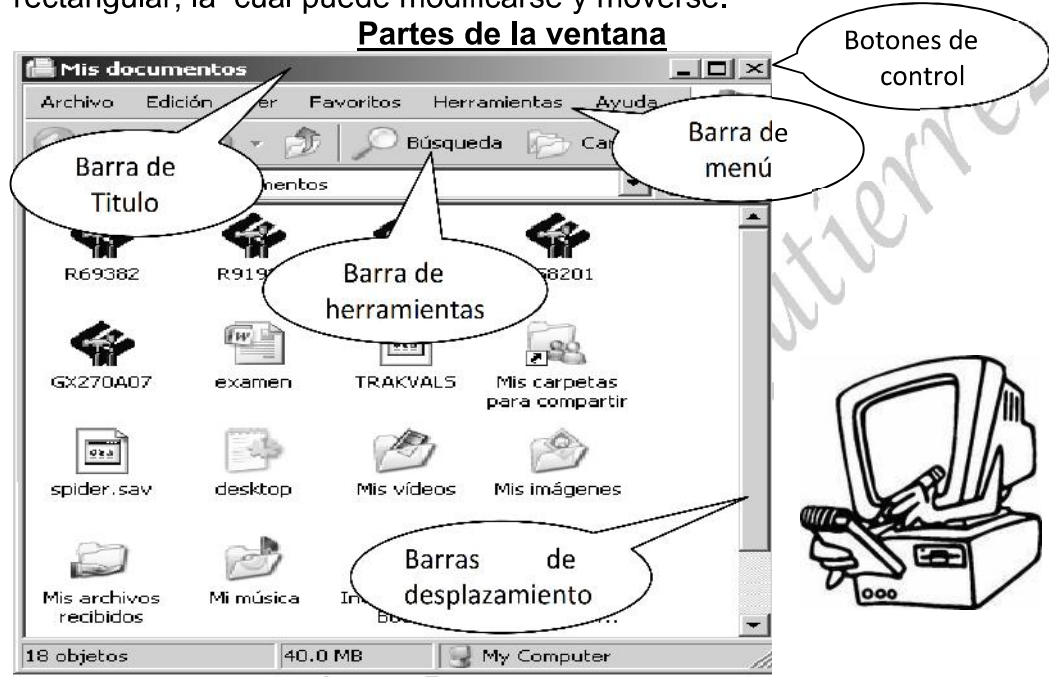 rectangular, la cual puede modificarse y moverse.
Partes de la ventana
Botones de
control
Mis documentos
Archivo Edición Favoritos Herramientas Ayuda
Barra de
menú
Búsqueda
Barra de
Titulo
R69382
Barra de
herramientas
GX270A07 examen TRAKVALS Mis carpetas
para compartir
spider.sav desktop Mis vídeos Mis imágenes
Barras de
desplazamiento
Mis archivos
recibidos
Mi música
18 objetos 40.0 MB My Computer